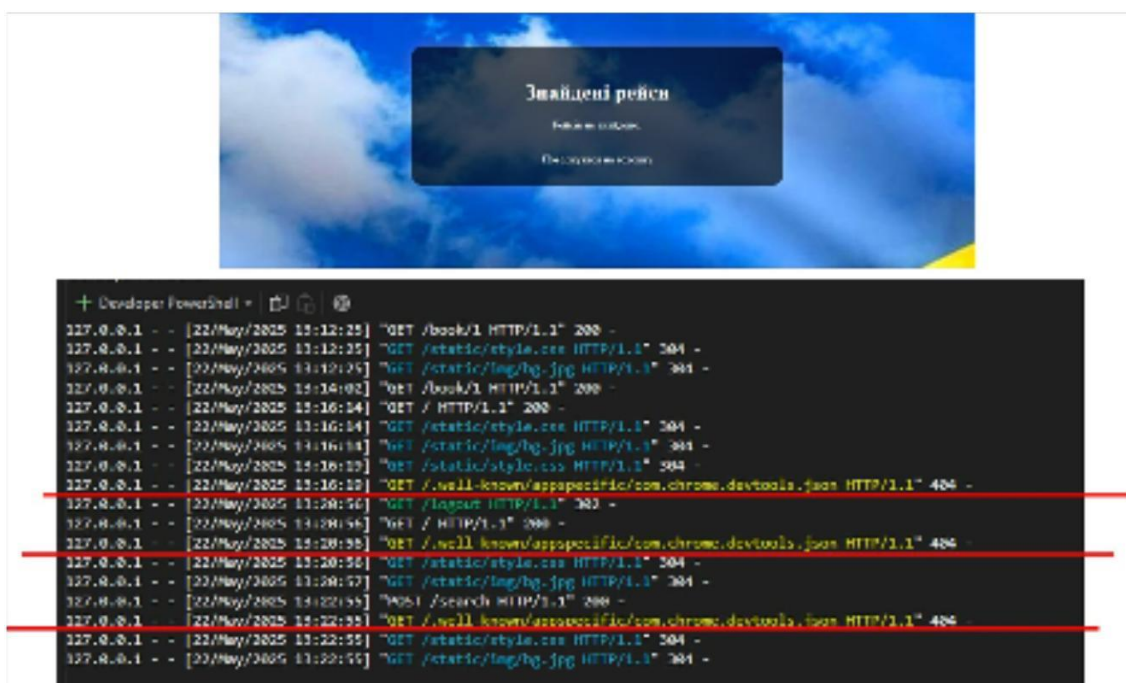 Знайдені рейси
Рейсів не знайдено.
Developer PowerShell
127.0.0.1 - - [22/May/2025 13:12:25] "GET /book/1 HTTP/1.1" 200 -
127.0.0.1 - - [22/May/2025 13:12:25] "GET /static/style.css HTTP/1.1" 304 -
127.0.0.1 - - [22/May/2025 13:12:25] "GET /static/img/bg.jpg HTTP/1.1" 304 -
127.0.0.1 - - [22/May/2025 13:14:02] "GET /book/1 HTTP/1.1" 200 -
127.0.0.1 - - [22/May/2025 13:16:14] "GET / HTTP/1.1" 200 -
127.0.0.1 - - [22/May/2025 13:16:14] "GET /static/style.css HTTP/1.1" 304 -
127.0.0.1 - - [22/May/2025 13:16:14] "GET /static/img/bg.jpg HTTP/1.1" 304 -
127.0.0.1 - - [22/May/2025 13:16:19] "GET /static/style.css HTTP/1.1" 304 -
127.0.0.1 - - [22/May/2025 13:16:19] "GET /.well-known/appspecific/com.chrome.devtools.json HTTP/1.1" 404 -
127.0.0.1 - - [22/May/2025 13:20:56] "GET /logout HTTP/1.1" 302 -
127.0.0.1 - - [22/May/2025 13:20:56] "GET / HTTP/1.1" 200 -
127.0.0.1 - - [22/May/2025 13:20:56] "GET /.well-known/appspecific/com.chrome.devtools.json HTTP/1.1" 404 -
127.0.0.1 - - [22/May/2025 13:20:56] "GET /static/style.css HTTP/1.1" 304 -
127.0.0.1 - - [22/May/2025 13:20:57] "GET /static/img/bg.jpg HTTP/1.1" 304 -
127.0.0.1 - - [22/May/2025 13:22:55] "POST /search HTTP/1.1" 200 -
127.0.0.1 - - [22/May/2025 13:22:55] "GET /.well-known/appspecific/com.chrome.devtools.json HTTP/1.1" 404 -
127.0.0.1 - - [22/May/2025 13:22:55] "GET /static/style.css HTTP/1.1" 304 -
127.0.0.1 - - [22/May/2025 13:22:55] "GET /static/img/bg.jpg HTTP/1.1" 304 -